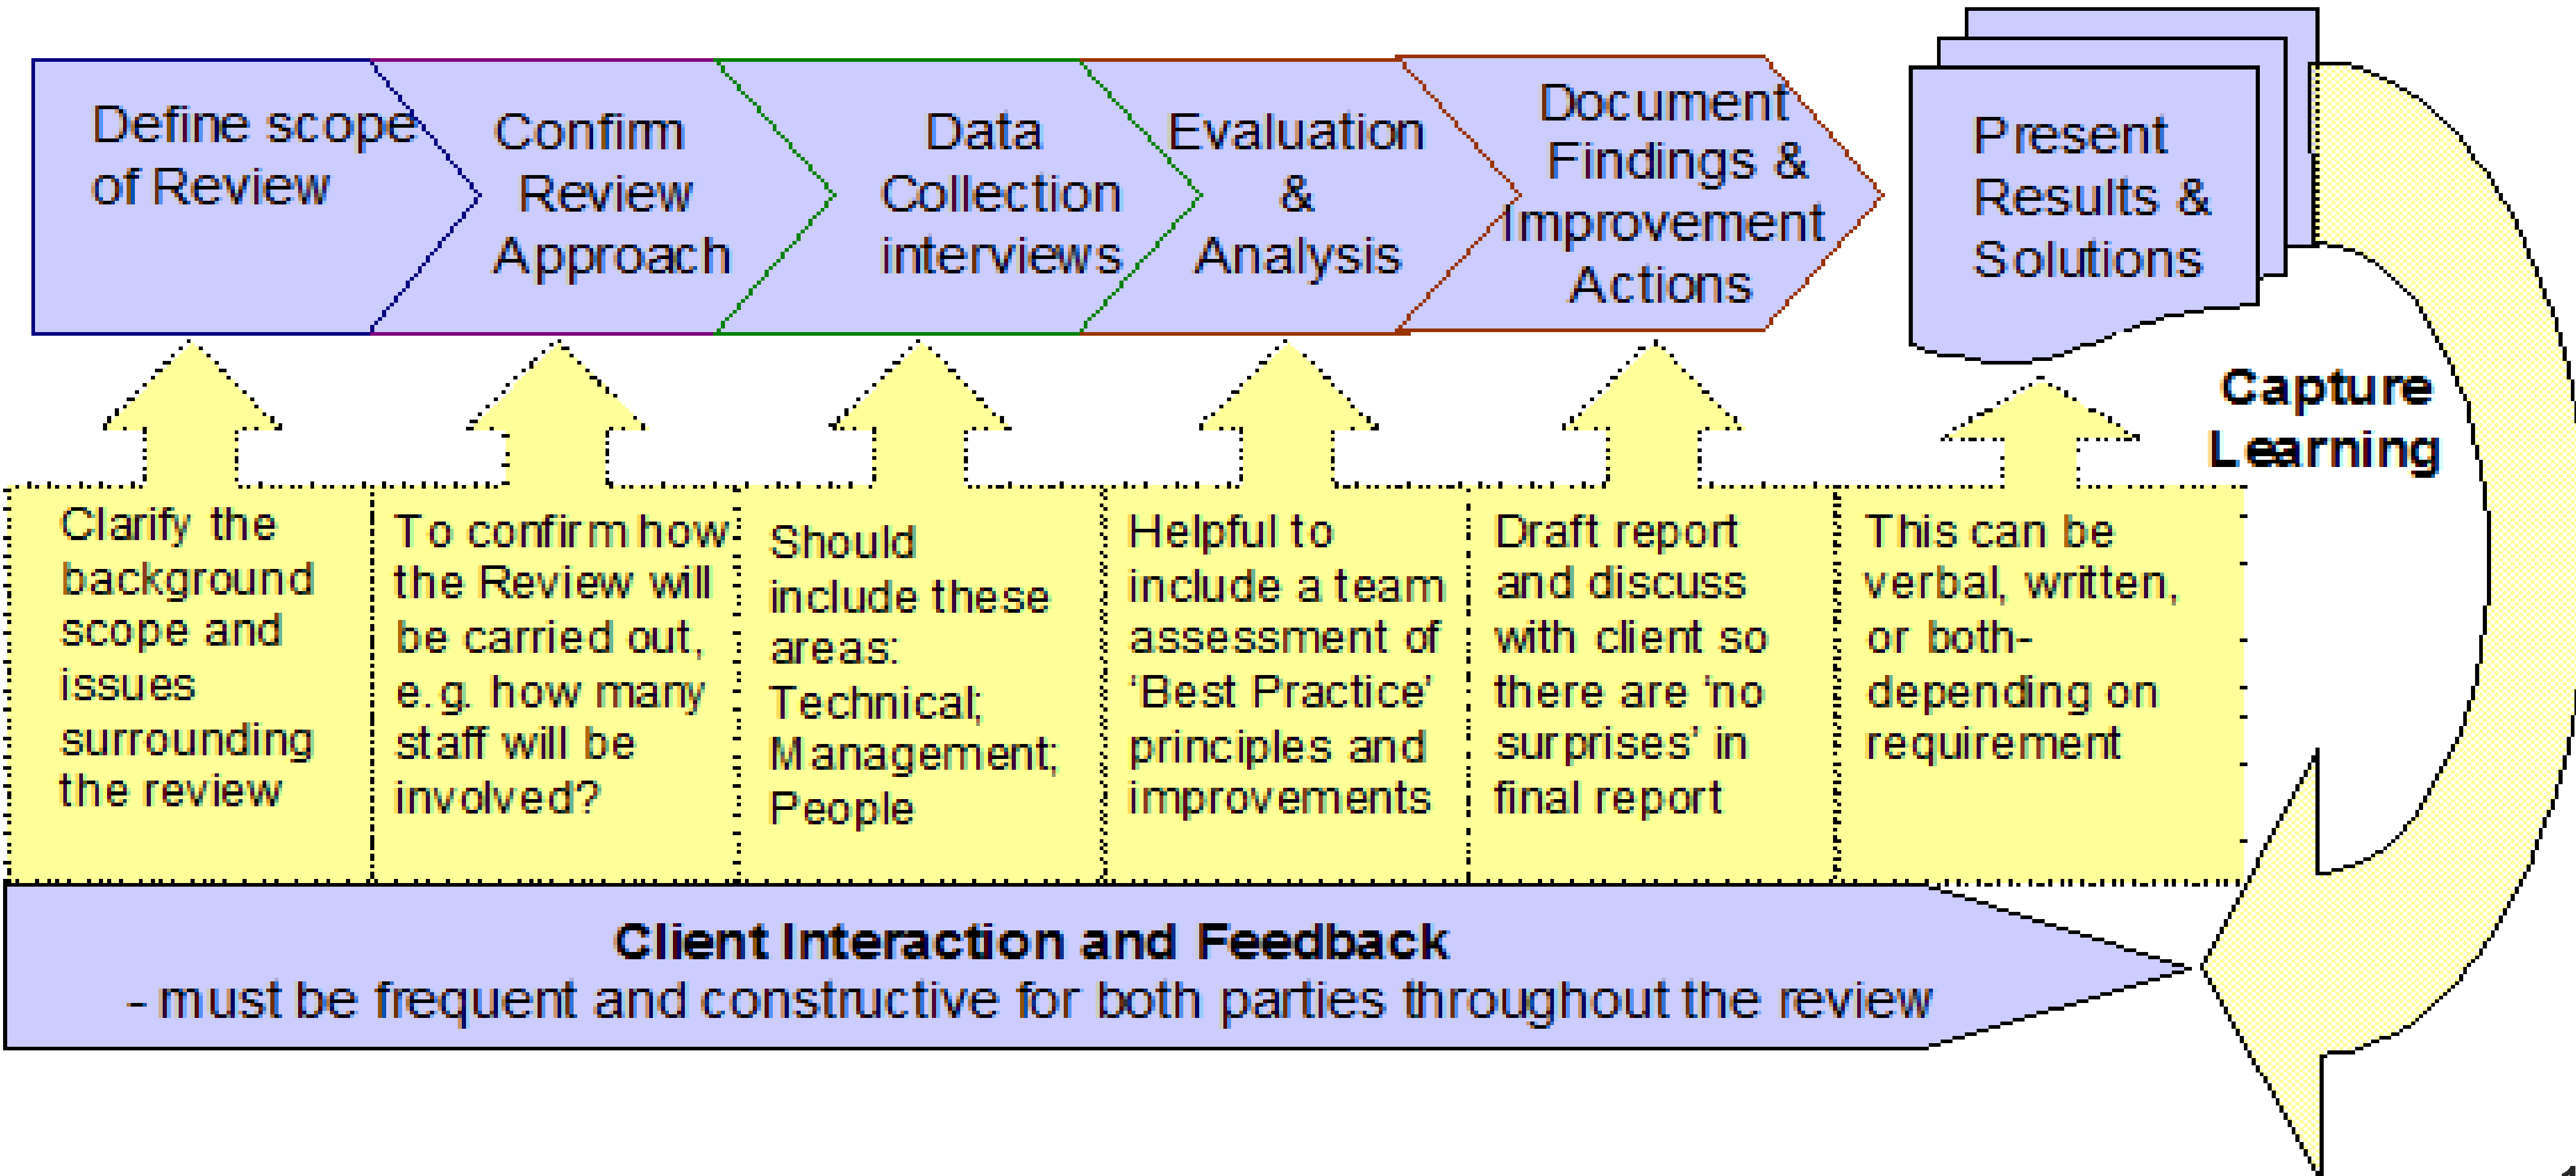 Define scope
of Review
Confirm
Review
Approach
Data
Collection
interviews
Evaluation
&
Analysis
Document
Findings &
Improvement
Actions
Present
Results &
Solutions
Capture
Learning
Clarify the
background
scope and
issues
surrounding
the review
To confirm how
the Review will
be carried out,
e.g. how many
staff will be
involved?
Should
include these
areas:
Technical;
Management;
People
Helpful to
include a team
assessment of
‘Best Practice’
principles and
improvements
Draft report
and discuss
with client so
there are ‘no
surprises’ in
final report
This can be
verbal, written,
or both-
depending on
requirement
Client Interaction and Feedback
- must be frequent and constructive for both parties throughout the review